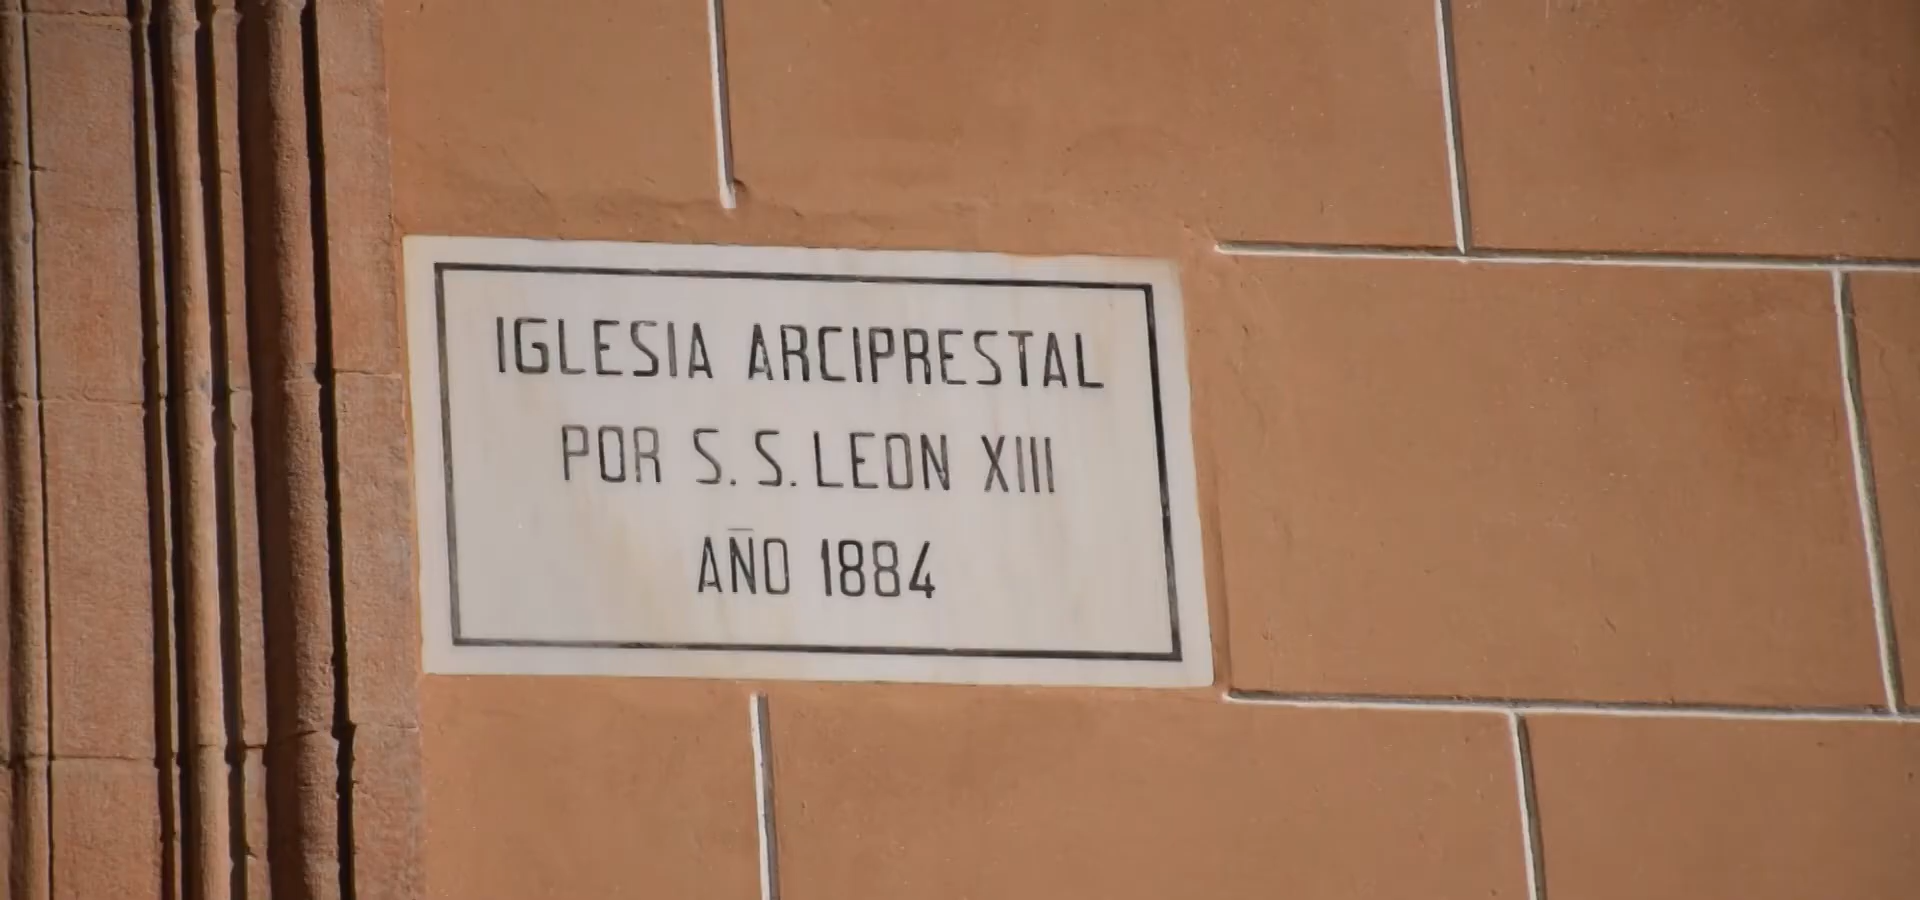 IGLESIA ARCIPRESTAL
POR S. S. LEON XIII
AÑO 1884